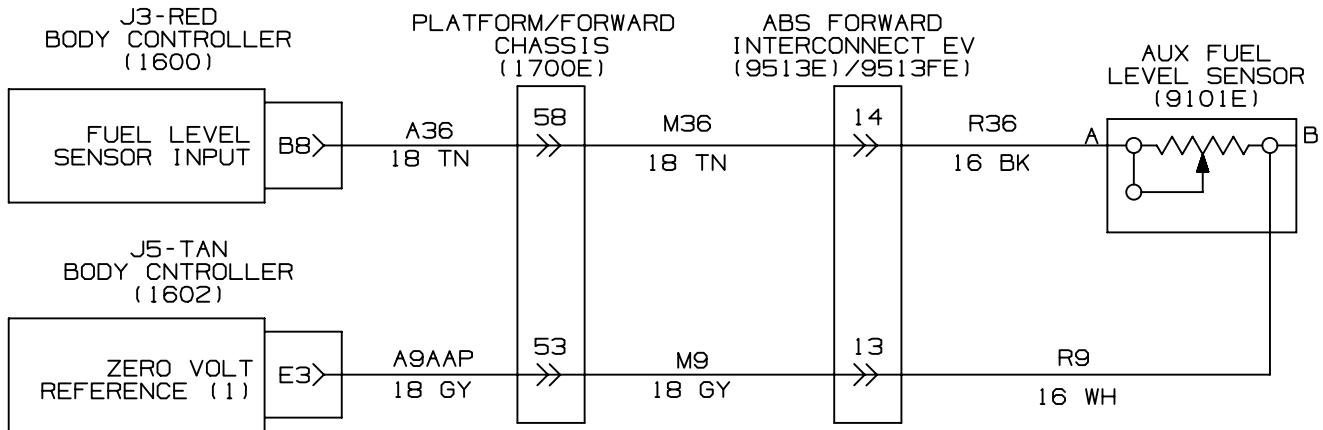 J3-RED
BODY CONTROLLER
(1600)
FUEL LEVEL
SENSOR INPUT
B8
A36
18 TN
PLATFORM/FORWARD
CHASSIS
(1700E)
58
M36
18 TN
ABS FORWARD
INTERCONNECT EV
(9513E)/9513FE)
14
R36
16 BK
AUX FUEL
LEVEL SENSOR
(9101E)
A
B
J5-TAN
BODY CNTROLLER
(1602)
ZERO VOLT
REFERENCE (1)
E3
A9AAP
18 GY
53
M9
18 GY
13
R9
16 WH